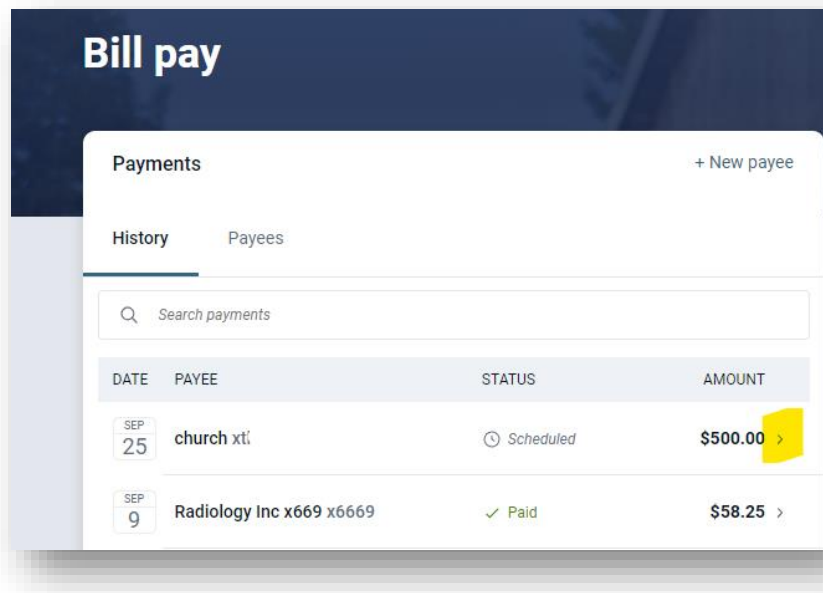 Bill pay
Payments + New payee
History Payees
Search payments
DATE PAYEE STATUS AMOUNT
SEP
25 church Scheduled $500.00 >
SEP
9 Radiology Inc x669 x6669 Paid $58.25 >